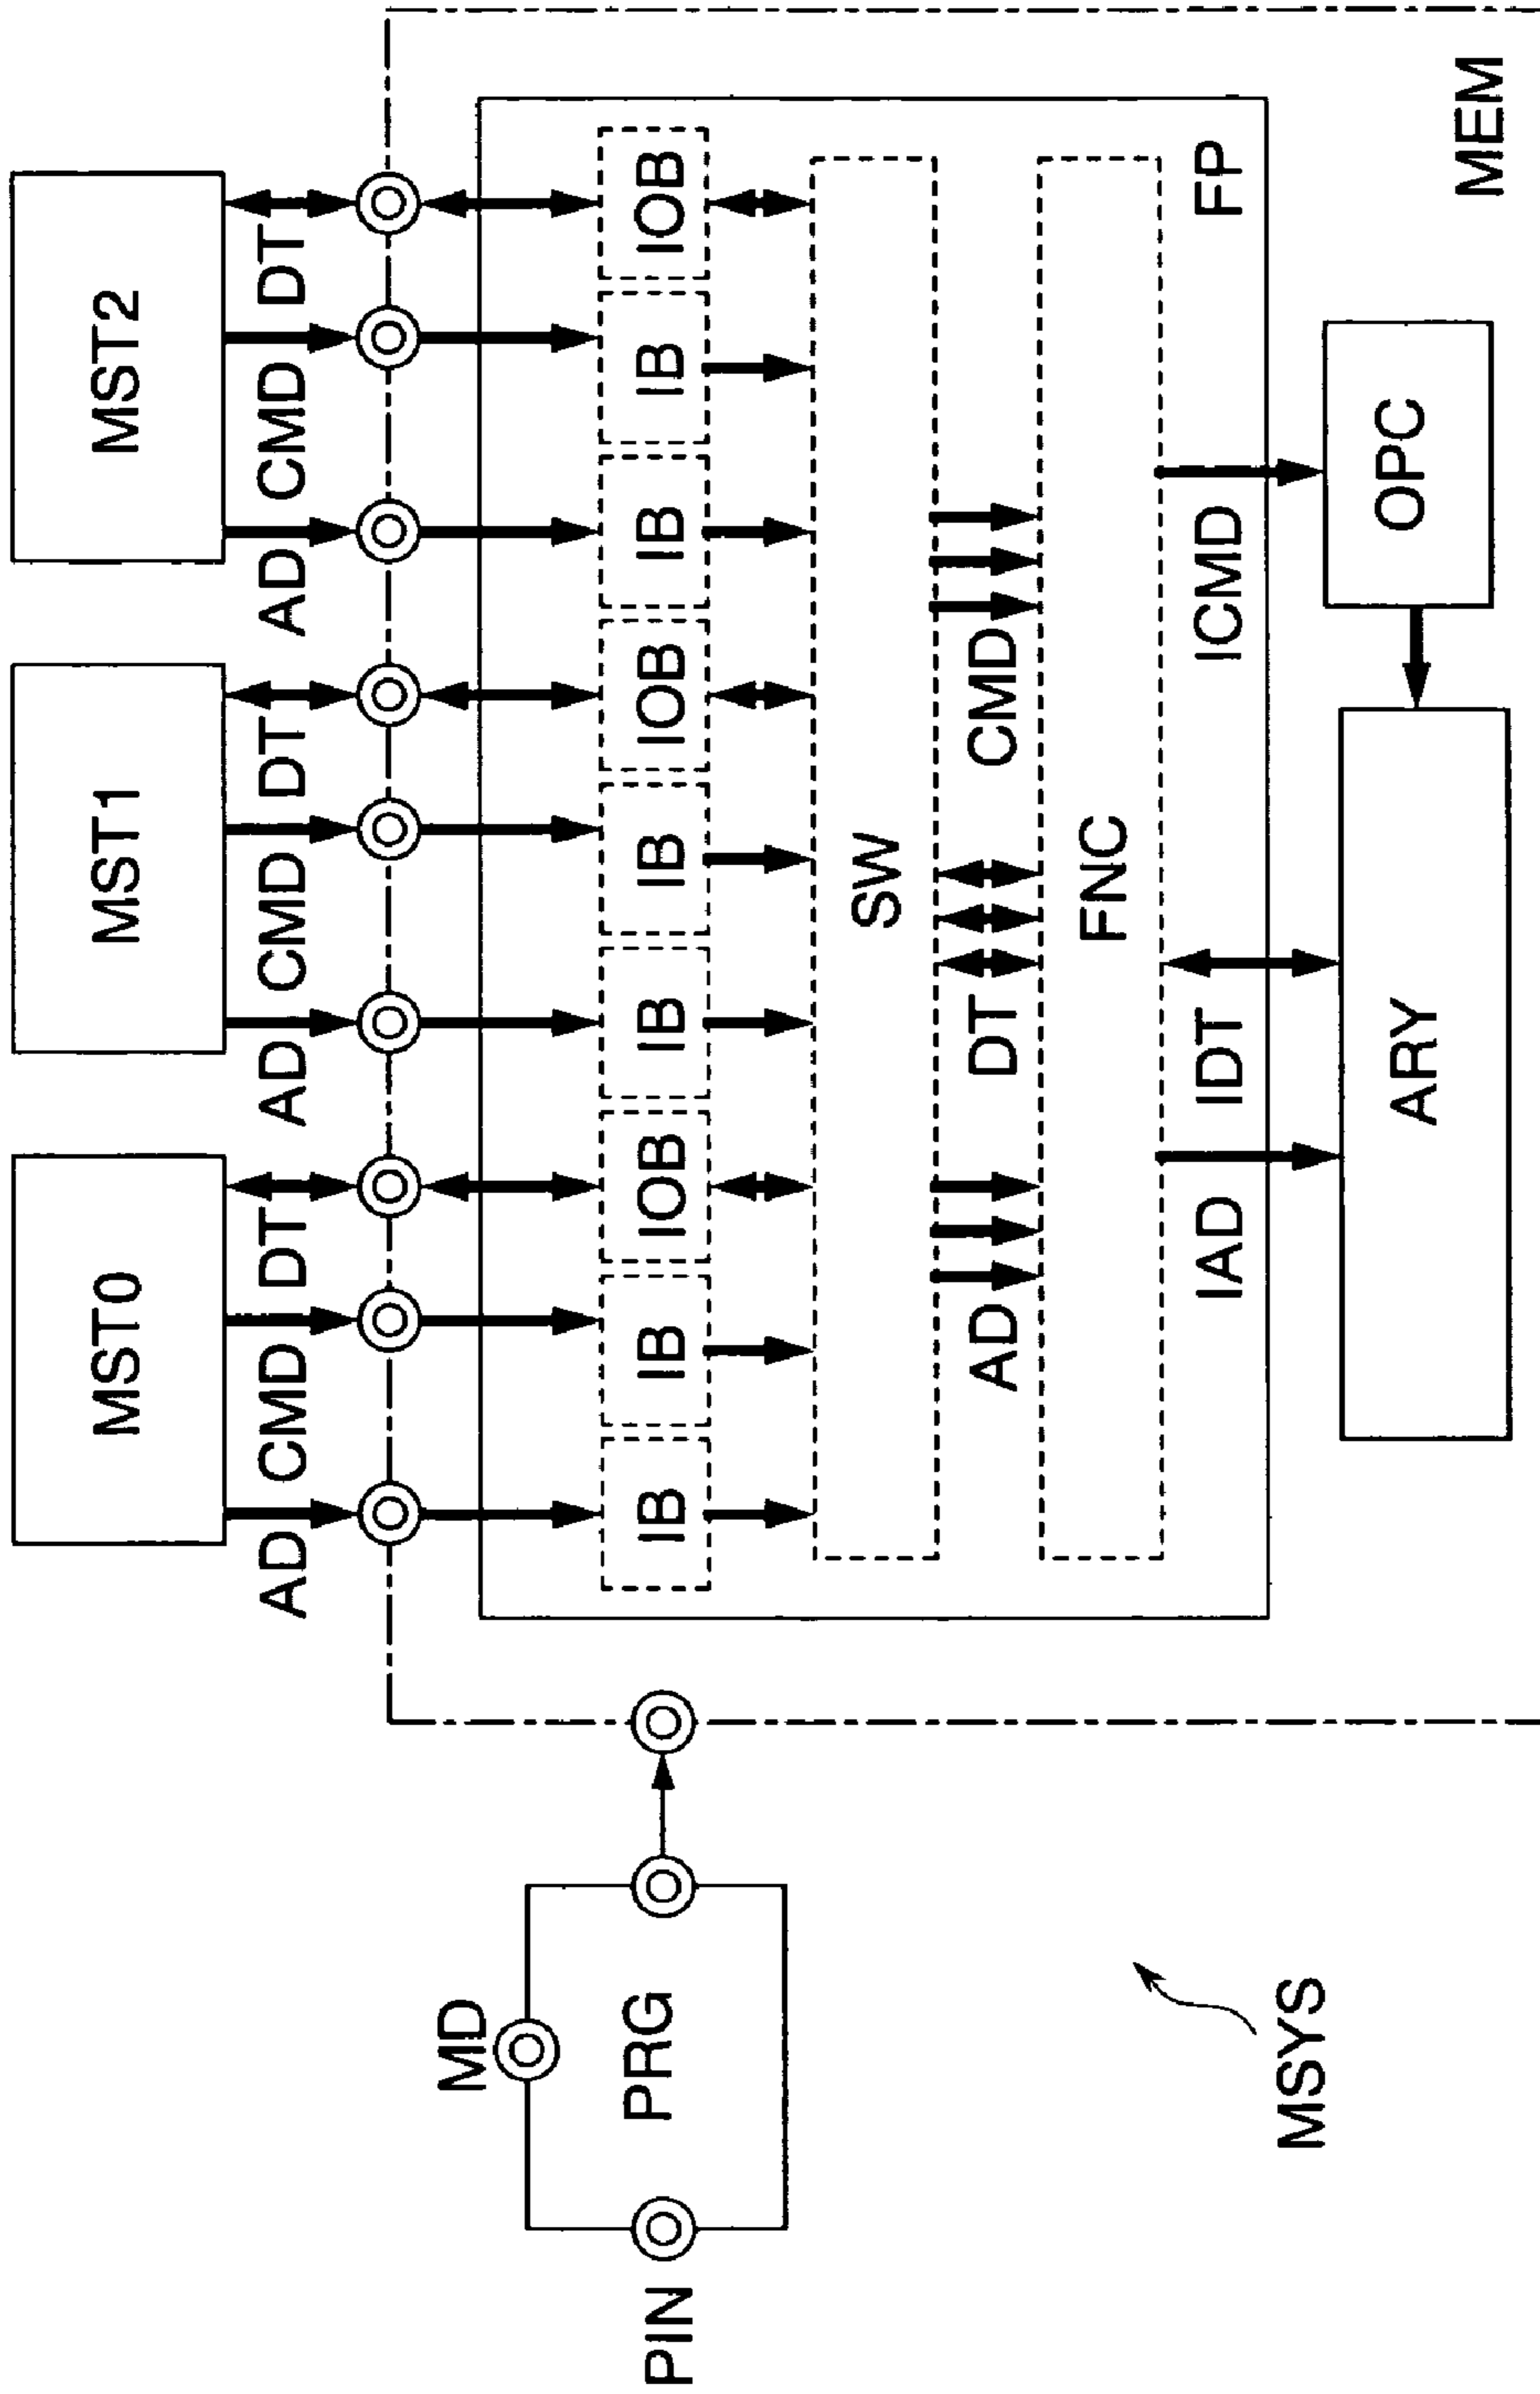 MST0 MST1 MST2
AD CMD DT AD CMD DT AD CMD DT
MD
PIN PRG IB IB IOB IB IB IOB IB IB IOB
SW
AD DT CMD
FNC
IAD IDT ICMD FP
MSYS
ARY OPC
MEM